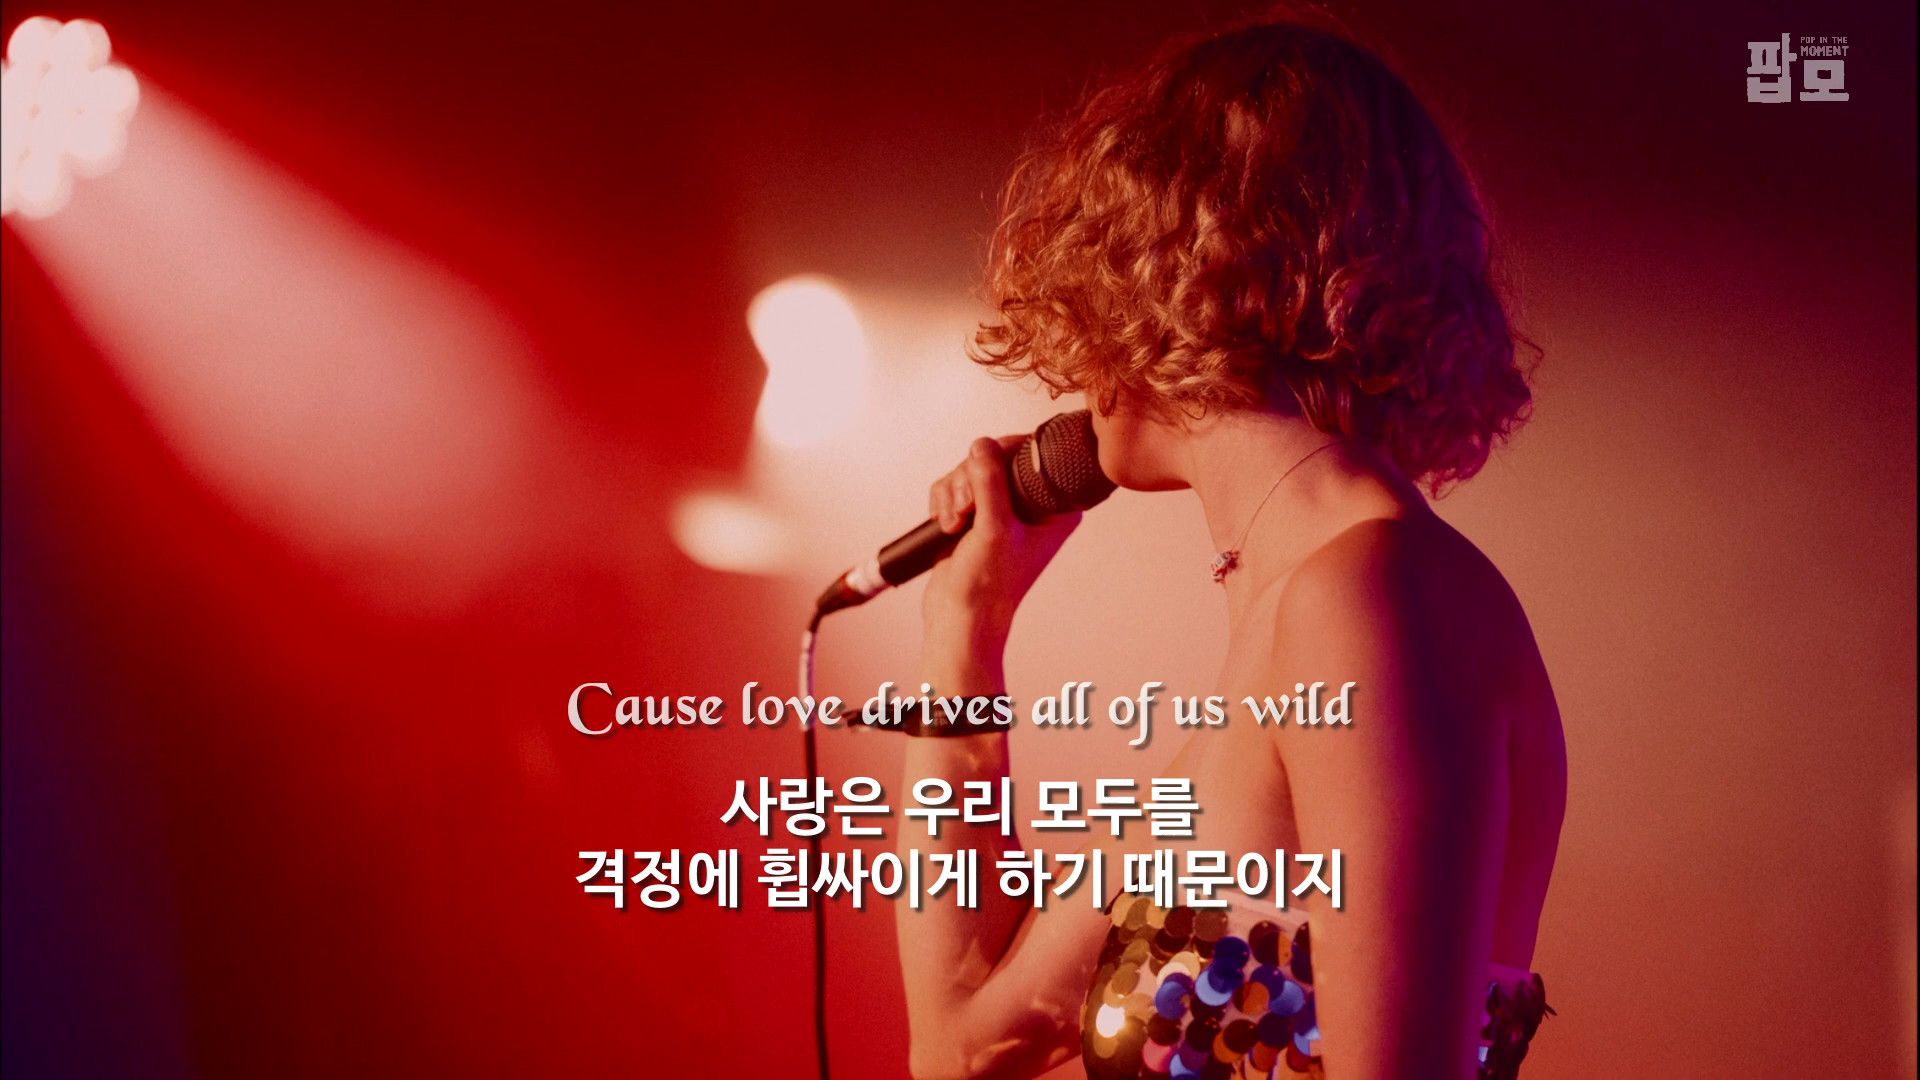 팝모
POP IN THE
MOMENT
Cause love drives all of us wild
사랑은 우리 모두를
격정에 휩싸이게 하기 때문이지